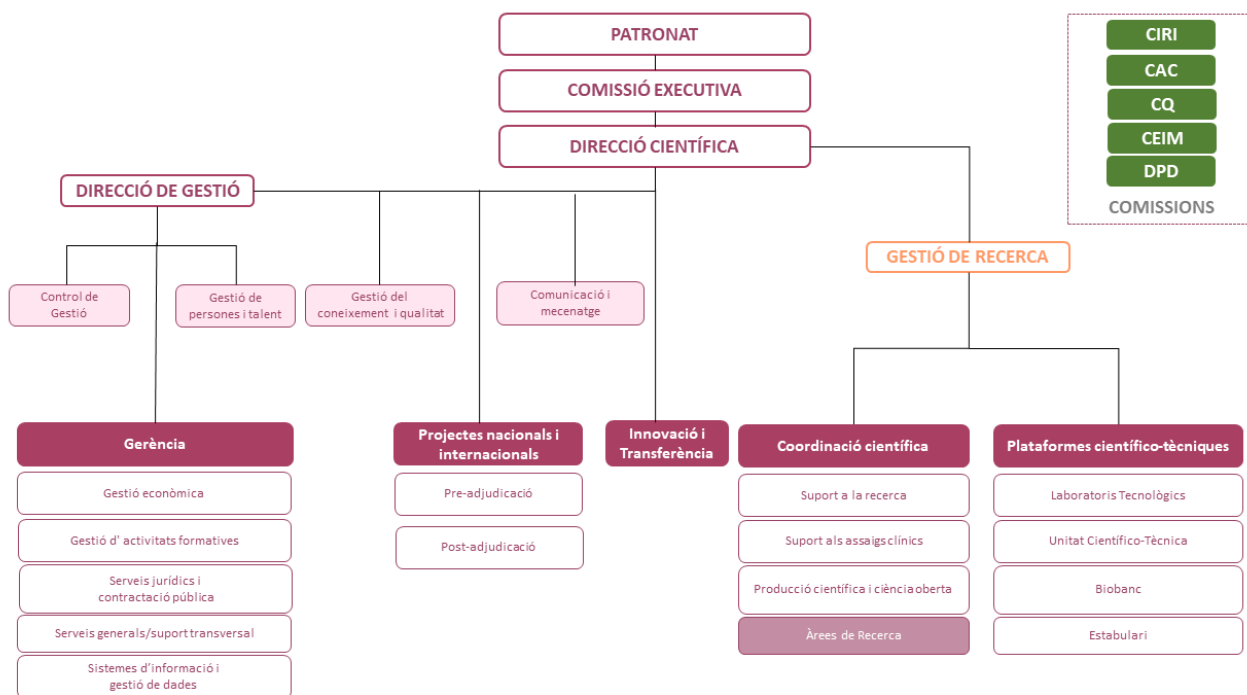 PATRONAT
COMISSIÓ EXECUTIVA
DIRECCIÓ CIENTÍFICA
CIRI
CAC
CQ
CEIM
DPD
COMISSIONS
DIRECCIÓ DE GESTIÓ
GESTIÓ DE RECERCA
Control de
Gestió
Gestió de
persones i talent
Gestió del
coneixement i qualitat
Comunicació i
mecenatge
Gerència
Gestió econòmica
Gestió d' activitats formatives
Serveis jurídics i
contractació pública
Serveis generals/suport transversal
Sistemes d'informació i
gestió de dades
Projectes nacionals i
internacionals
Pre-adjudicació
Post-adjudicació
Innovació i
Transferència
Coordinació científica
Suport a la recerca
Suport als assaigs clínics
Producció científica i ciència oberta
Àrees de Recerca
Plataformes científico-tècniques
Laboratoris Tecnològics
Unitat Científico-Tècnica
Biobanc
Estabulari